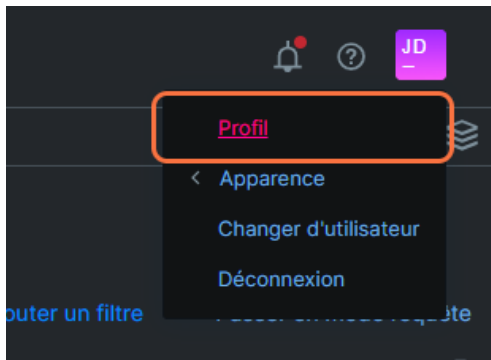 JD
Profil
Apparence
Changer d'utilisateur
Déconnexion
outer un filtre